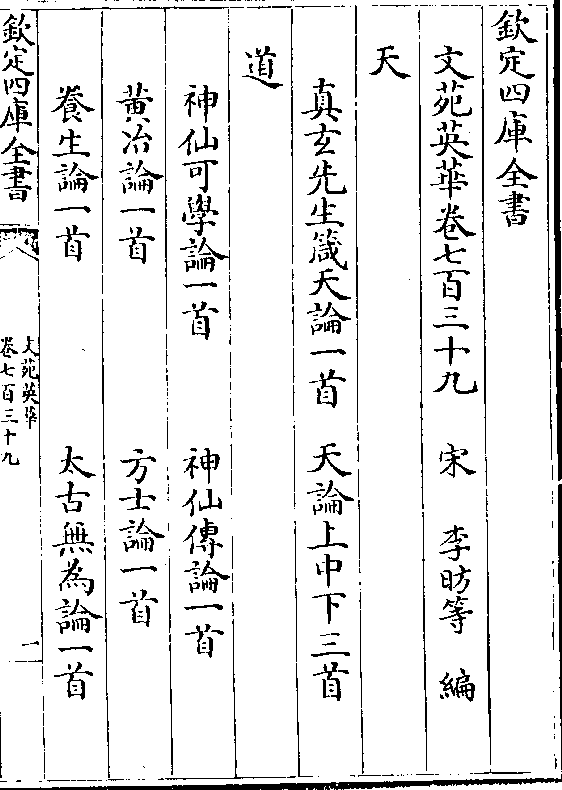 欽定四庫全書
文苑英華卷七百三十九 宋 李昉等 編
天
真玄先生箴天論一首 天論上中下三首
道
神仙可學論一首 神仙傳論一首
黄冶論一首 方士論一首
養生論一首 太古無為論一首
欽定四庫全書
文苑英華
卷七百三十九
一